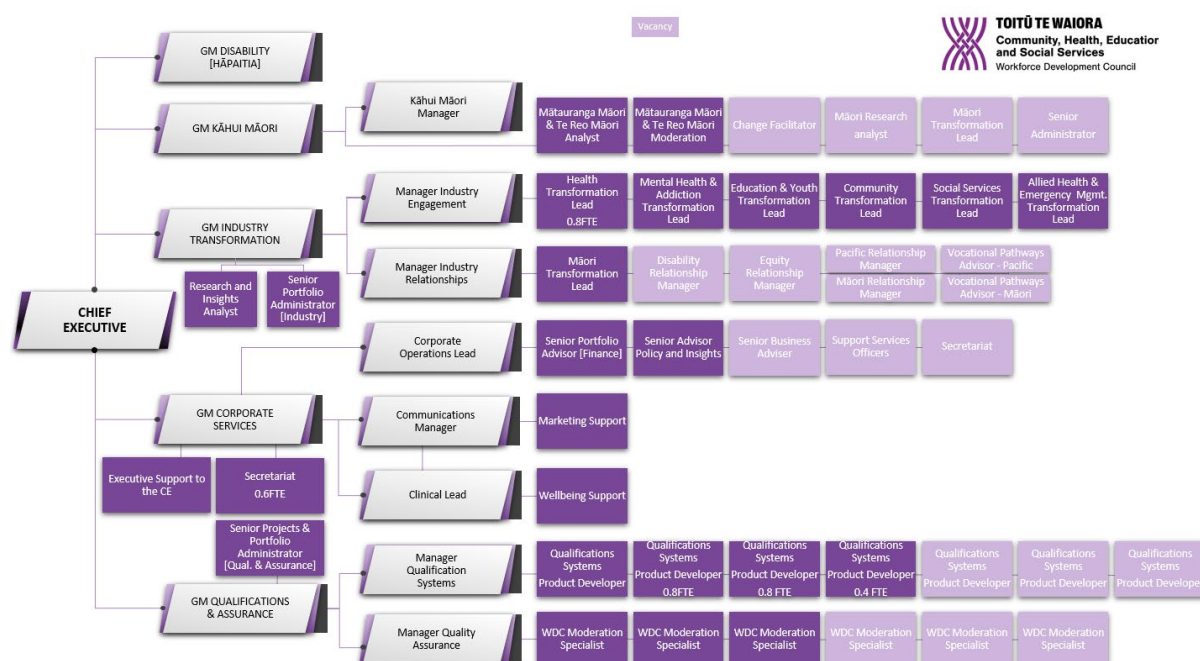 Vacancy
TOITŪ TE WAIORA
Community, Health, Educatior
and Social Services
Workforce Development Council
CHIEF
EXECUTIVE
GM DISABILITY
[HĀPAITIA]
GM KĀHUI MĀORI
Kāhui Māori
Manager
Mātauranga Māori
& Te Reo Māori
Analyst
Mātauranga Māori
& Te Reo Māori
Moderation
Change Facilitator
Māori Research
analyst
Māori
Transformation
Lead
Senior
Administrator
GM INDUSTRY
TRANSFORMATION
Research and
Insights
Analyst
Senior
Portfolio
Administrator
[Industry]
Manager Industry
Engagement
Health
Transformation
Lead
0.8FTE
Mental Health &
Addiction
Transformation
Lead
Education & Youth
Transformation
Lead
Community
Transformation
Lead
Social Services
Transformation
Lead
Allied Health &
Emergency Mgmt.
Transformation
Lead
Manager Industry
Relationships
Māori
Transformation
Lead
Disability
Relationship
Manager
Equity
Relationship
Manager
Pacific Relationship
Manager
Māori Relationship
Manager
Vocational Pathways
Advisor - Pacific
Vocational Pathways
Advisor - Māori
GM CORPORATE
SERVICES
Executive Support to
the CE
Secretariat
0.6FTE
Corporate
Operations Lead
Senior Portfolio
Advisor [Finance]
Senior Advisor
Policy and Insights
Senior Business
Adviser
Support Services
Officers
Secretariat
Communications
Manager
Marketing Support
Clinical Lead
Wellbeing Support
Senior Projects &
Portfolio
Administrator
[Qual. & Assurance]
GM QUALIFICATIONS
& ASSURANCE
Manager
Qualification
Systems
Qualifications
Systems
Product Developer
Qualifications
Systems
Product Developer
0.8FTE
Qualifications
Systems
Product Developer
0.8 FTE
Qualifications
Systems
Product Developer
0.4 FTE
Qualifications
Systems
Product Developer
Qualifications
Systems
Product Developer
Qualifications
Systems
Product Develope
Manager Quality
Assurance
WDC Moderation
Specialist
WDC Moderation
Specialist
WDC Moderation
Specialist
WDC Moderation
Specialist
WDC Moderation
Specialist
WDC Moderation
Specialist